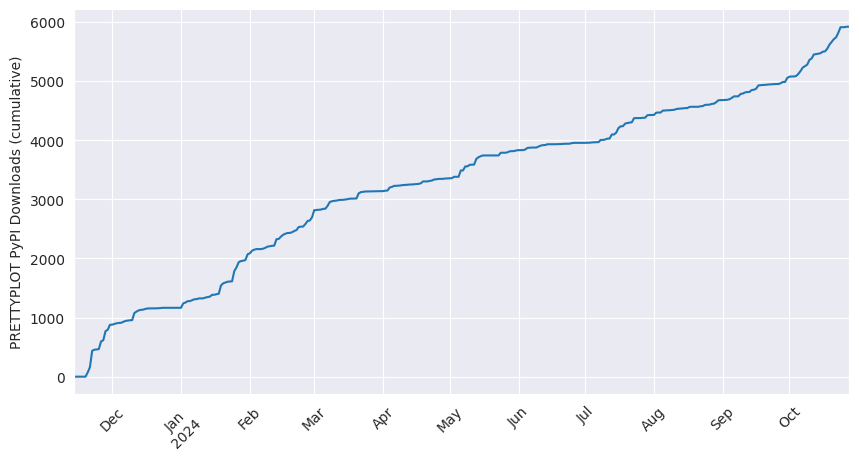 PRETTYPLOT PyPI Downloads (cumulative)
6000
5000
4000
3000
2000
1000
0
Dec
Jan
2024
Feb
Mar
Apr
May
Jun
Jul
Aug
Sep
Oct